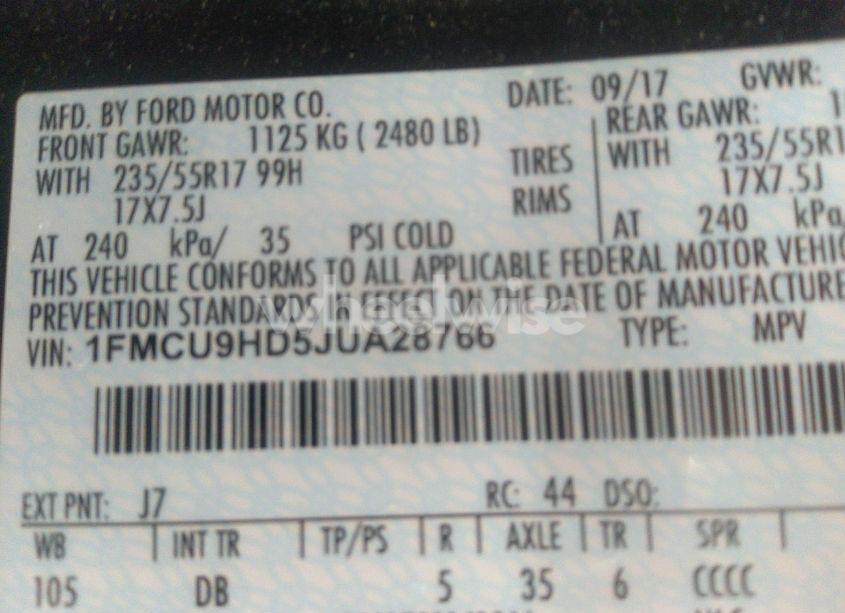 MFD. BY FORD MOTOR CO. DATE: 09/17 GVWR:
FRONT GAWR: 1125 KG ( 2480 LB) REAR GAWR: 1
WITH 235/55R17 99H TIRES WITH 235/55R1
17X7.5J RIMS 17X7.5J
AT 240 kPa/ 35 PSI COLD AT 240 kPa
THIS VEHICLE CONFORMS TO ALL APPLICABLE FEDERAL MOTOR VEHIC
PREVENTION STANDARDS IN EFFECT ON THE DATE OF MANUFACTURE
wheelwise
VIN: 1FMCU9HD5JUA28766 TYPE: MPV
EXT PNT: J7 RC: 44 DSO:
WB INT TR TP/PS R AXLE TR SPR
105 DB 5 35 6 CCCC